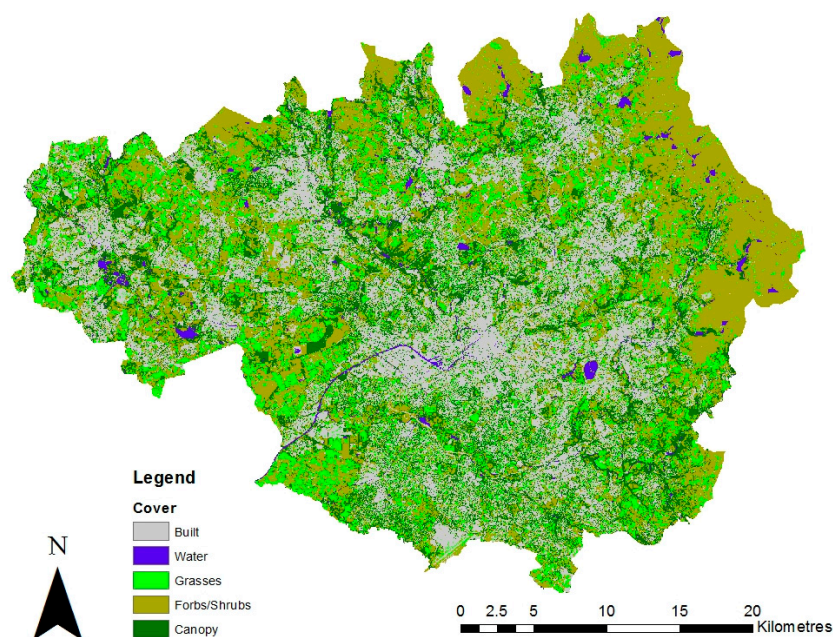 Legend
Cover
Built
Water
Grasses
Forbs/Shrubs
Canopy
N
0 2.5 5 10 15 20
Kilometres